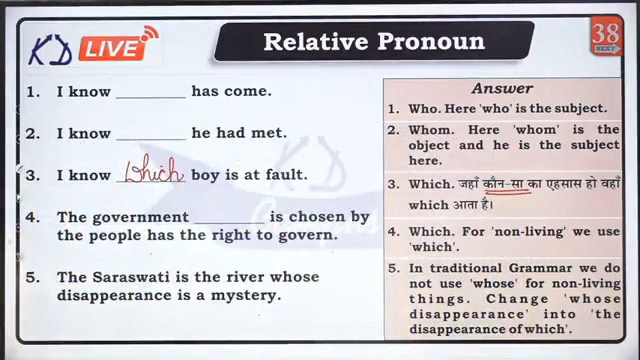 KD LIVE
Relative Pronoun
38
NEXT
1. I know ________ has come.
2. I know ________ he had met.
3. I know which boy is at fault.
4. The government ________ is chosen by
the people has the right to govern.
5. The Saraswati is the river whose
disappearance is a mystery.
Answer
1. Who. Here 'who' is the subject.
2. Whom. Here 'whom' is the
object and he is the subject
here.
3. Which. जहाँ कौन-सा का एहसास हो वहाँ
which आता है।
4. Which. For 'non-living' we use
'which'.
5. In traditional Grammar we do
not use 'whose' for non-living
things. Change 'whose
disappearance' into 'the
disappearance of which'.